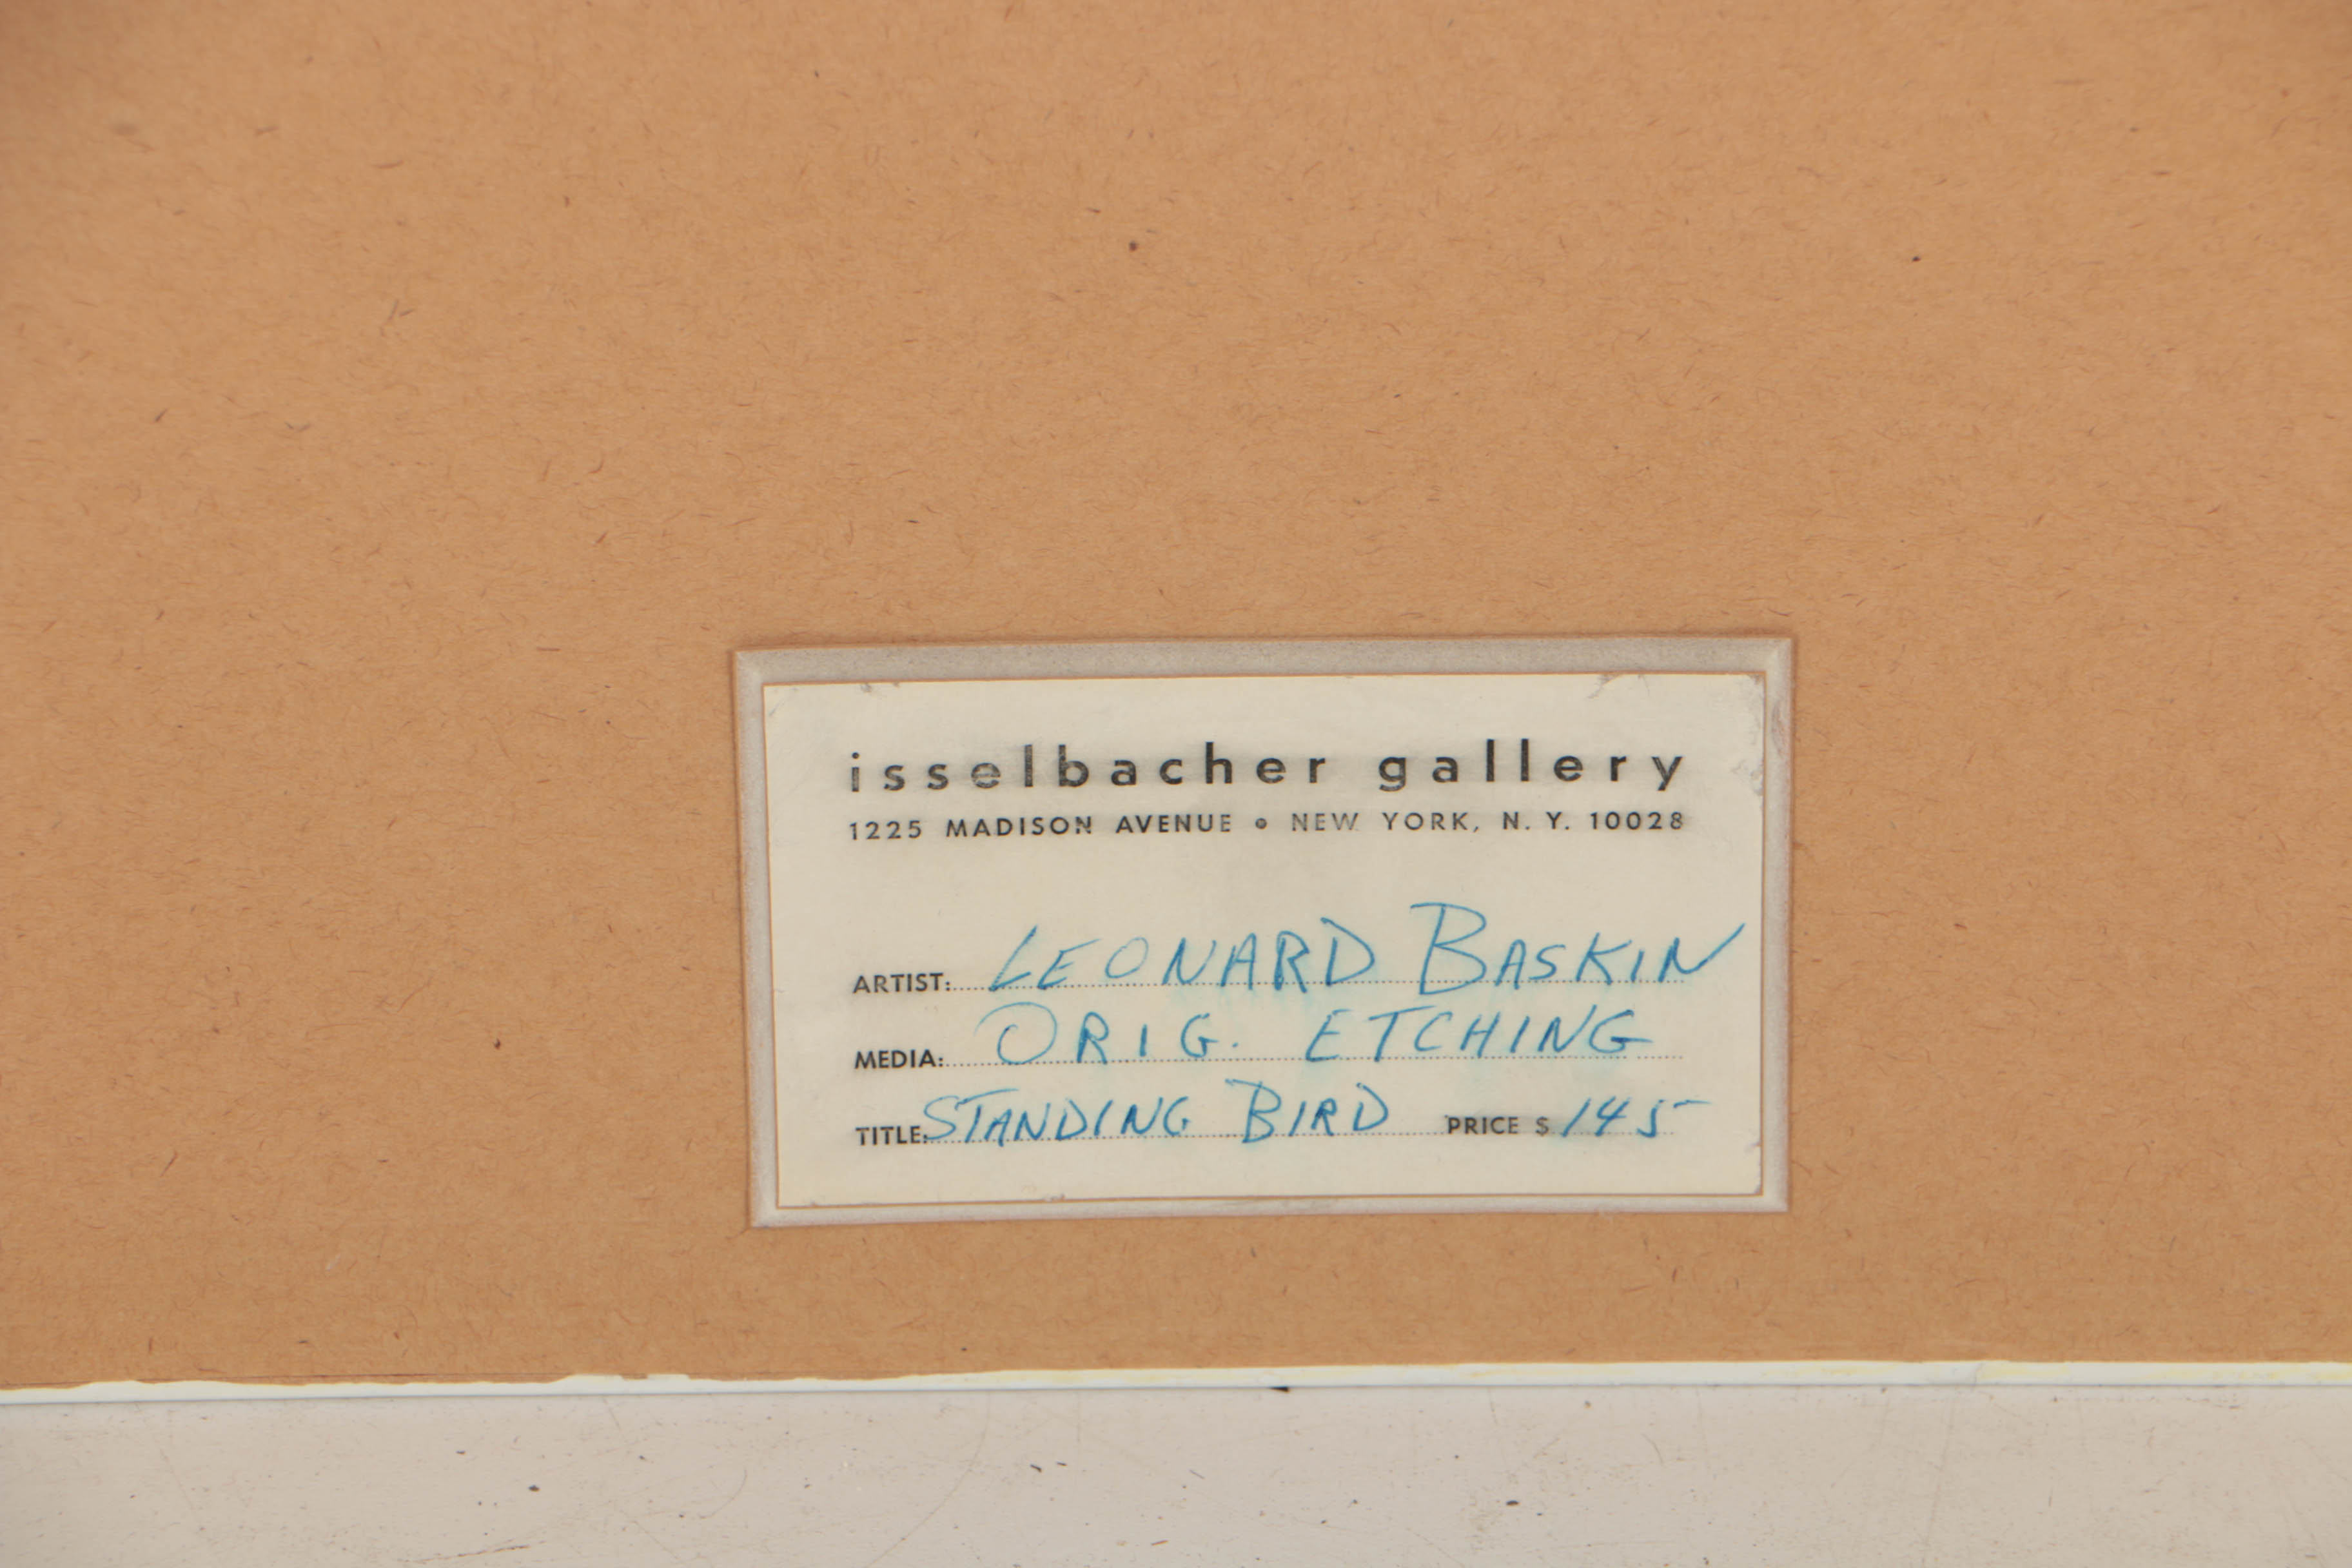 isselbacher gallery
1225 MADISON AVENUE • NEW YORK, N. Y. 10028
ARTIST: LEONARD BASKIN
MEDIA: ORIG. ETCHING
TITLE: STANDING BIRD PRICE $ 145